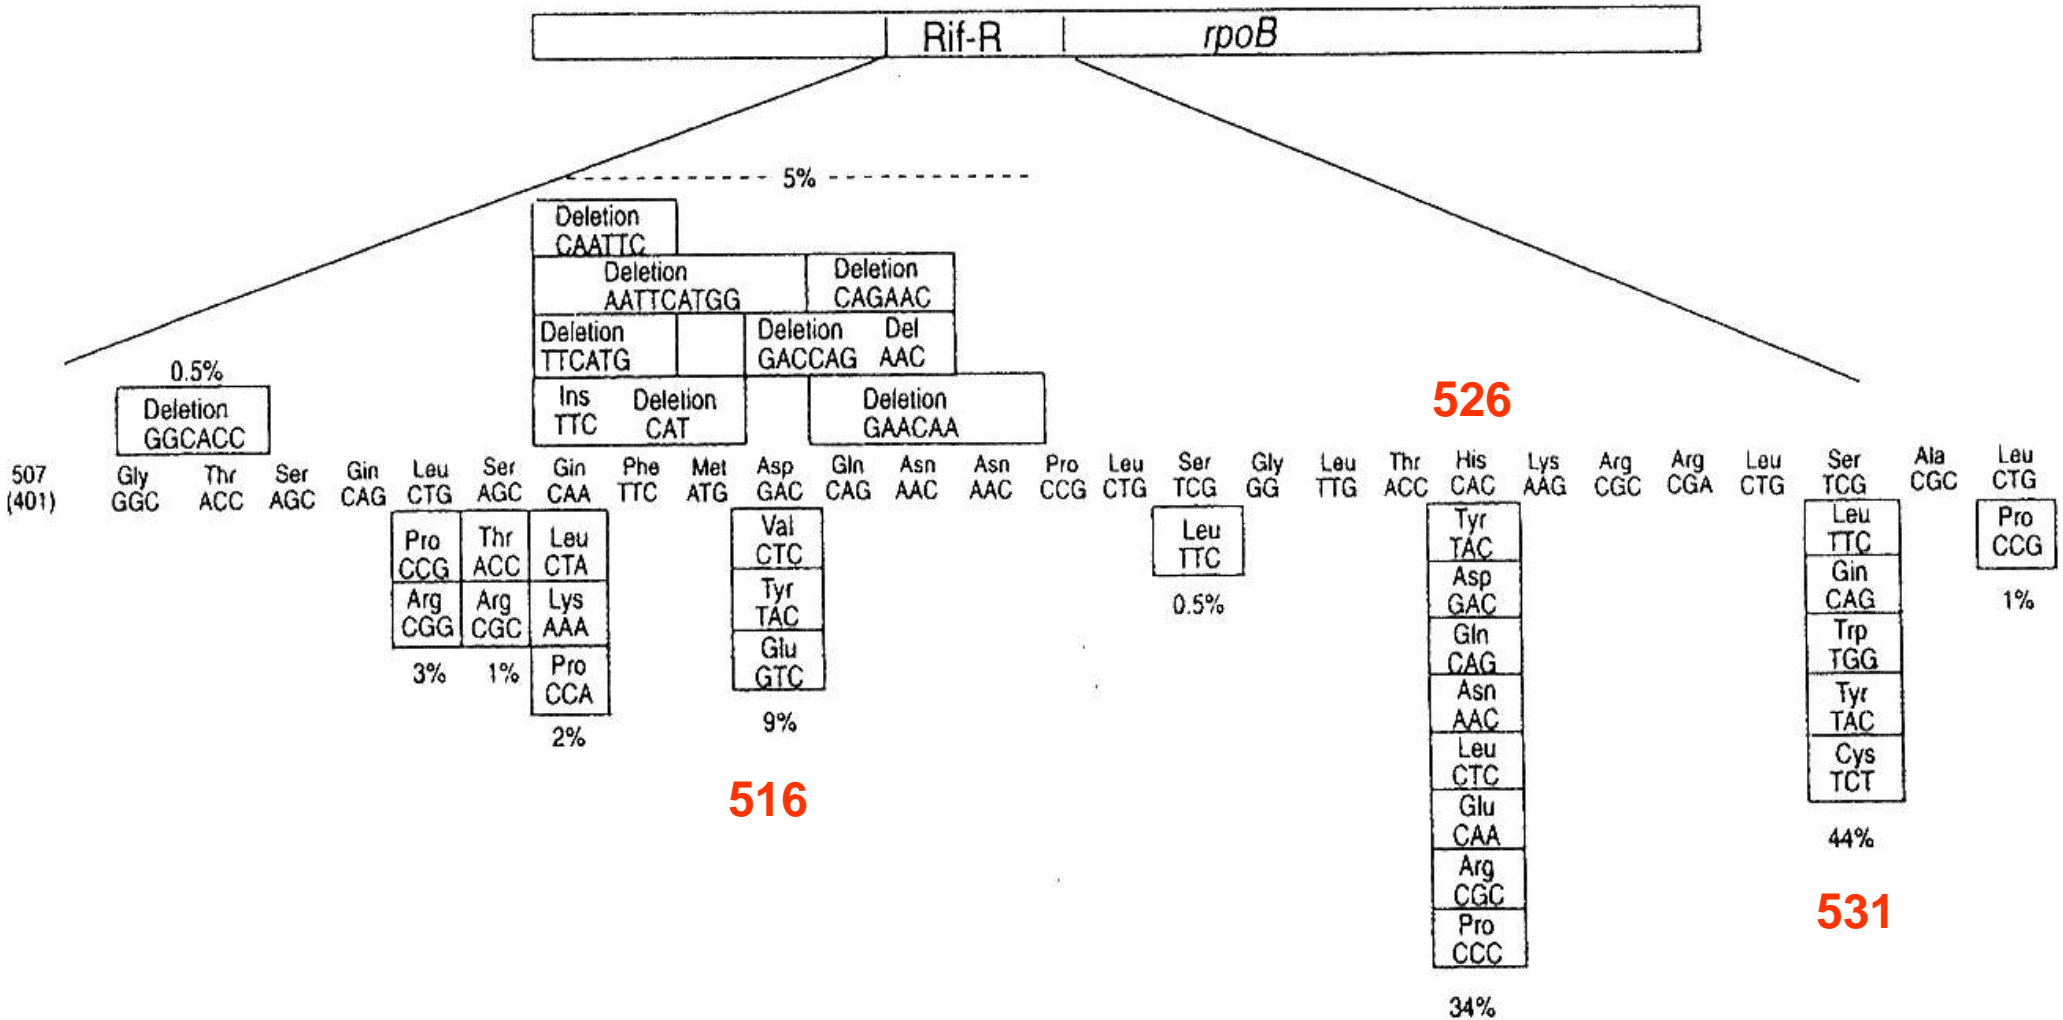 Rif-R rpoB
5%
Deletion
CAATTC
Deletion
AATTCATGG
Deletion
CAGAAC
Deletion
TTCATG
Deletion
GACCAG
Del
AAC
0.5%
Deletion
GGCACC
Ins
TTC
Deletion
CAT
Deletion
GAACAA
526
507 Gly Thr Ser Gin Leu Ser Gin Phe Met Asp Gln Asn Asn Pro Leu Ser Gly Leu Thr His Lys Arg Arg Leu Ser Ala Leu
(401) GGC ACC AGC CAG CTG AGC CAA TTC ATG GAC CAG AAC AAC CCG CTG TCG GG TTG ACC CAC AAG CGC CGA CTG TCG CGC CTG
Pro
CCG
Arg
CGG
3%
Thr
ACC
Arg
CGC
1%
Leu
CTA
Lys
AAA
Pro
CCA
2%
Val
CTC
Tyr
TAC
Glu
GTC
9%
516
Leu
TTC
0.5%
Tyr
TAC
Asp
GAC
Gln
CAG
Asn
AAC
Leu
CTC
Glu
CAA
Arg
CGC
Pro
CCC
34%
Leu
TTC
Gin
CAG
Trp
TGG
Tyr
TAC
Cys
TCT
44%
531
Pro
CCG
1%